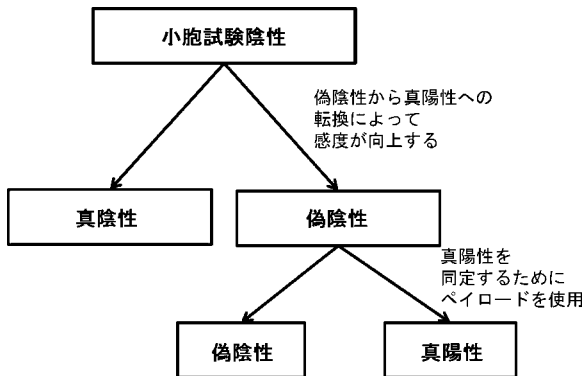 小胞試験陰性
偽陰性から真陽性への
転換によって
感度が向上する
真陰性
偽陰性
真陽性を
同定するために
ペイロードを使用
偽陰性
真陽性